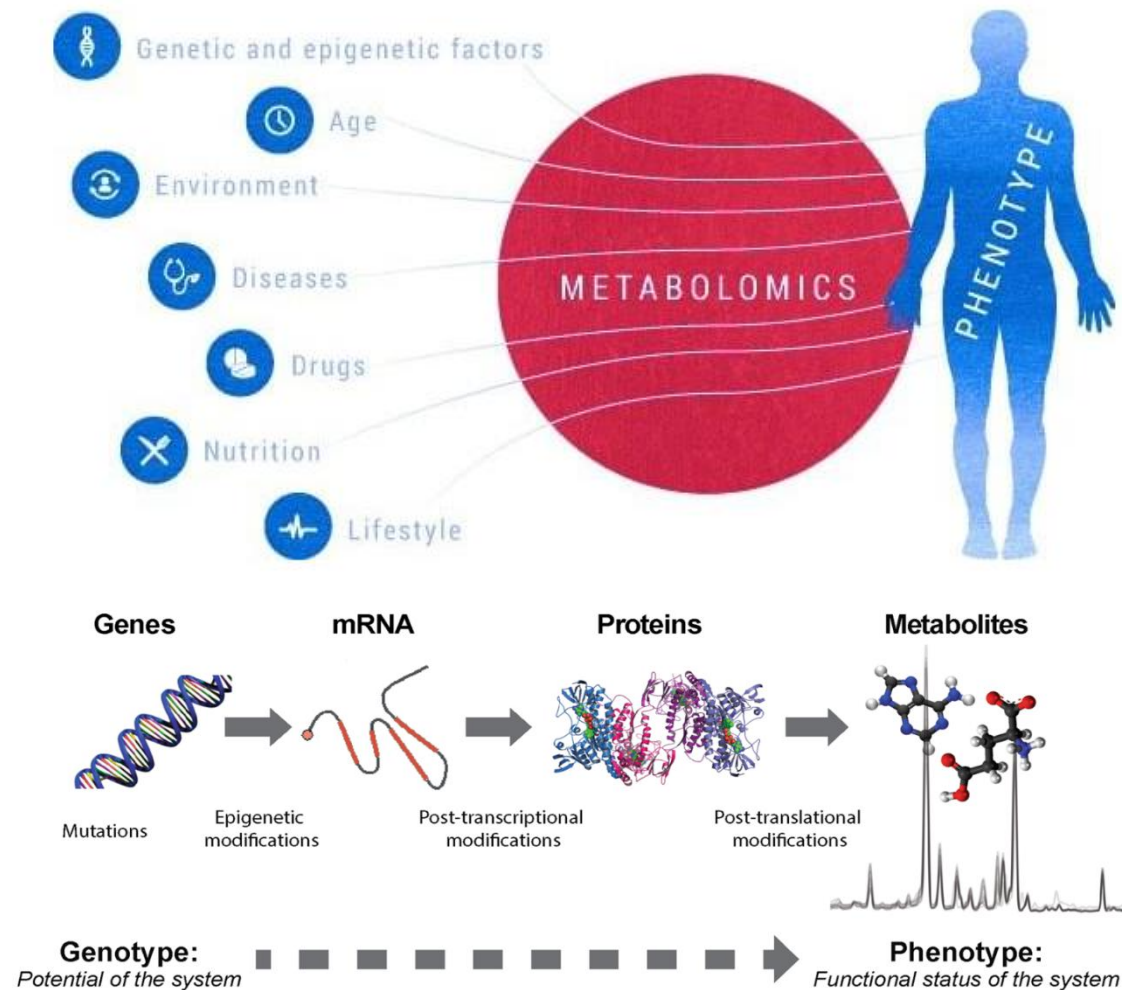 Genetic and epigenetic factors
Age
Environment
Diseases
Drugs
Nutrition
Lifestyle
METABOLOMICS
PHENOTYPE
Genes
mRNA
Proteins
Metabolites
Mutations
Epigenetic
modifications
Post-transcriptional
modifications
Post-translational
modifications
Genotype:
Potential of the system
Phenotype:
Functional status of the system